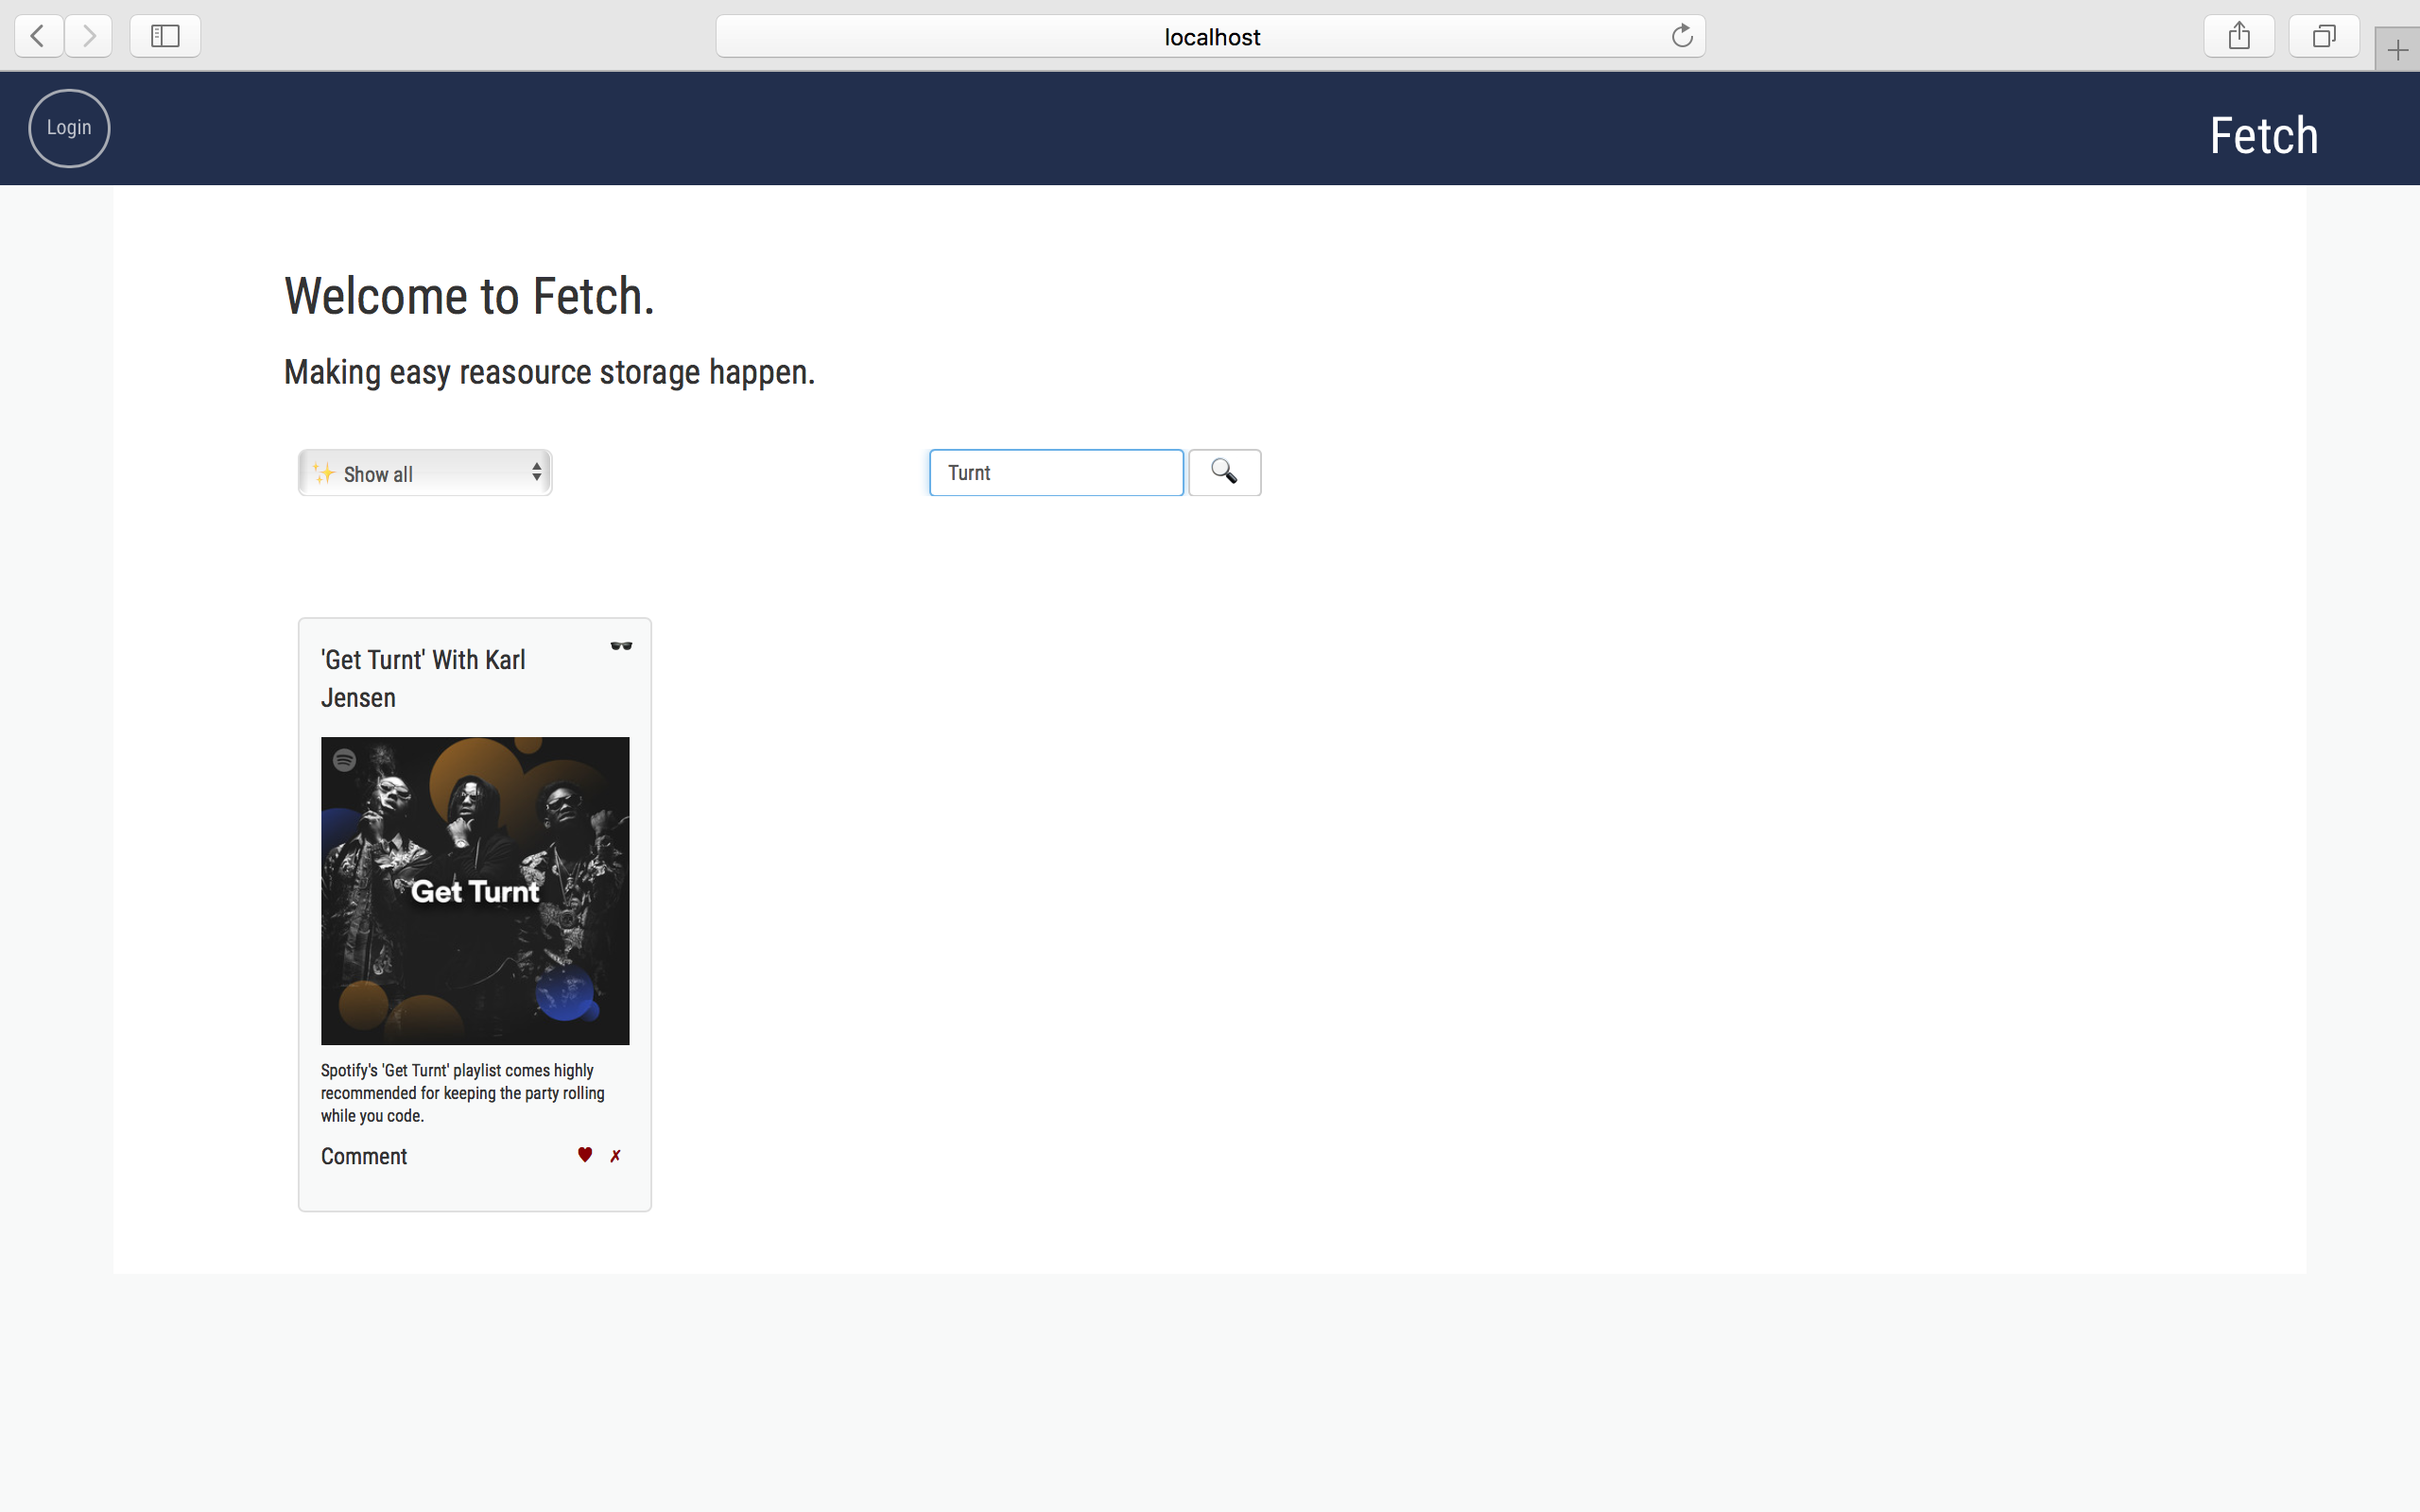 localhost
Login
Fetch
Welcome to Fetch.
Making easy reasource storage happen.
✨ Show all
Turnt
'Get Turnt' With Karl
Jensen
Get Turnt
Spotify's 'Get Turnt' playlist comes highly
recommended for keeping the party rolling
while you code.
Comment